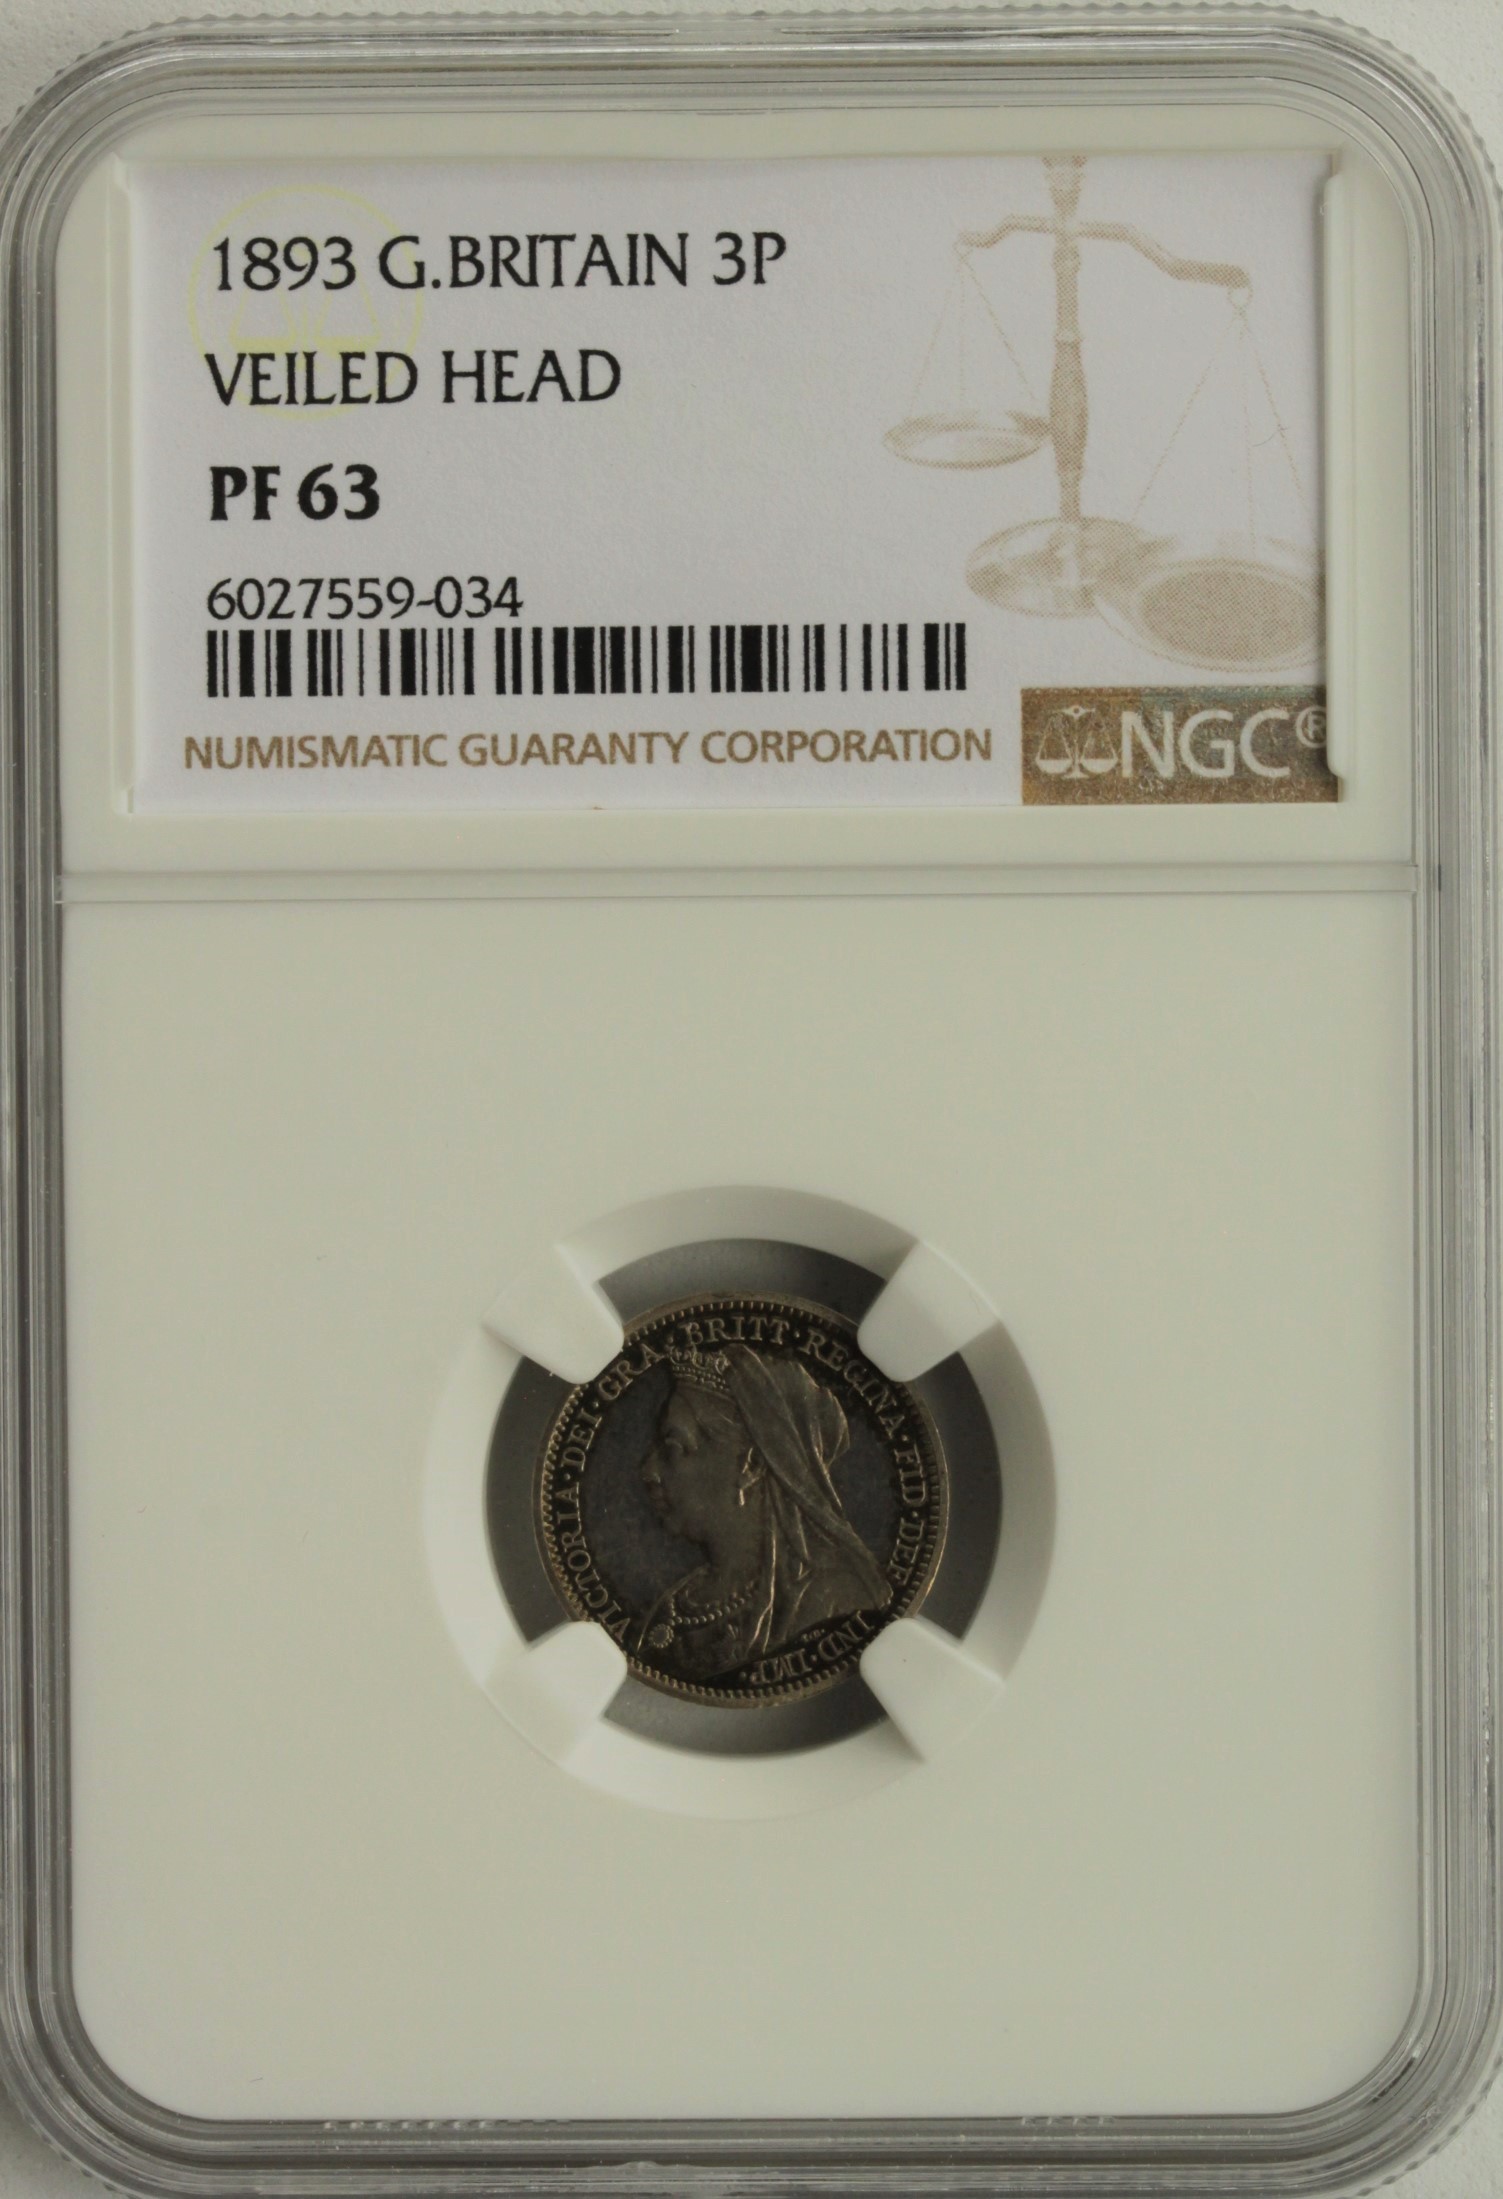 1893 G.BRITAIN 3P
VEILED HEAD
PF 63
6027559-034
NUMISMATIC GUARANTY CORPORATION
NGC®
VICTORIA·DEI·GRA·BRITT·REGINA·FID·DEF·IND·IMP·
T.B.